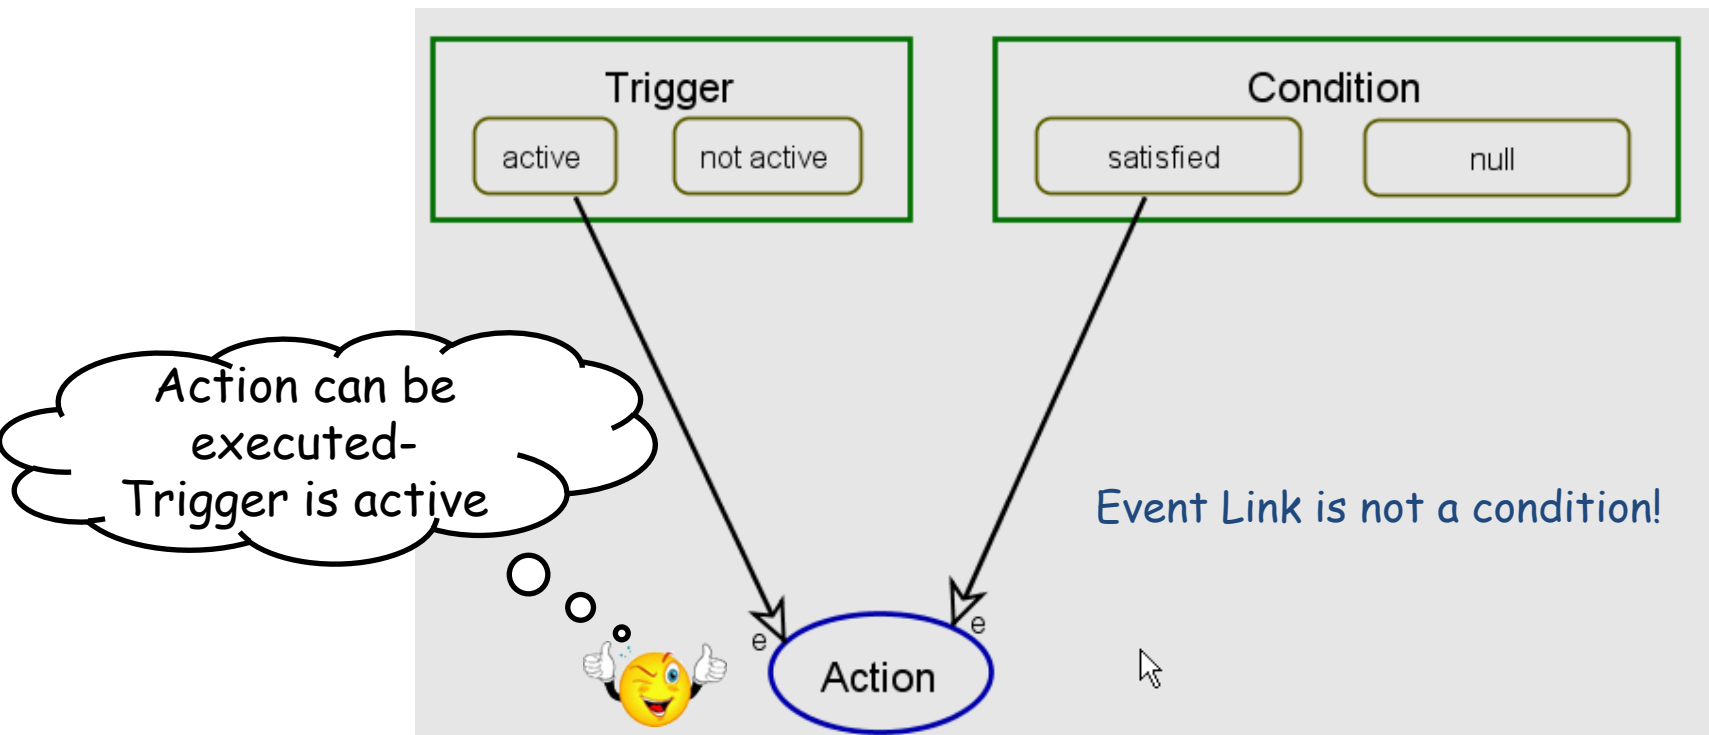 Trigger
active
not active
Condition
satisfied
null
Action can be
executed-
Trigger is active
Event Link is not a condition!
e
e
Action